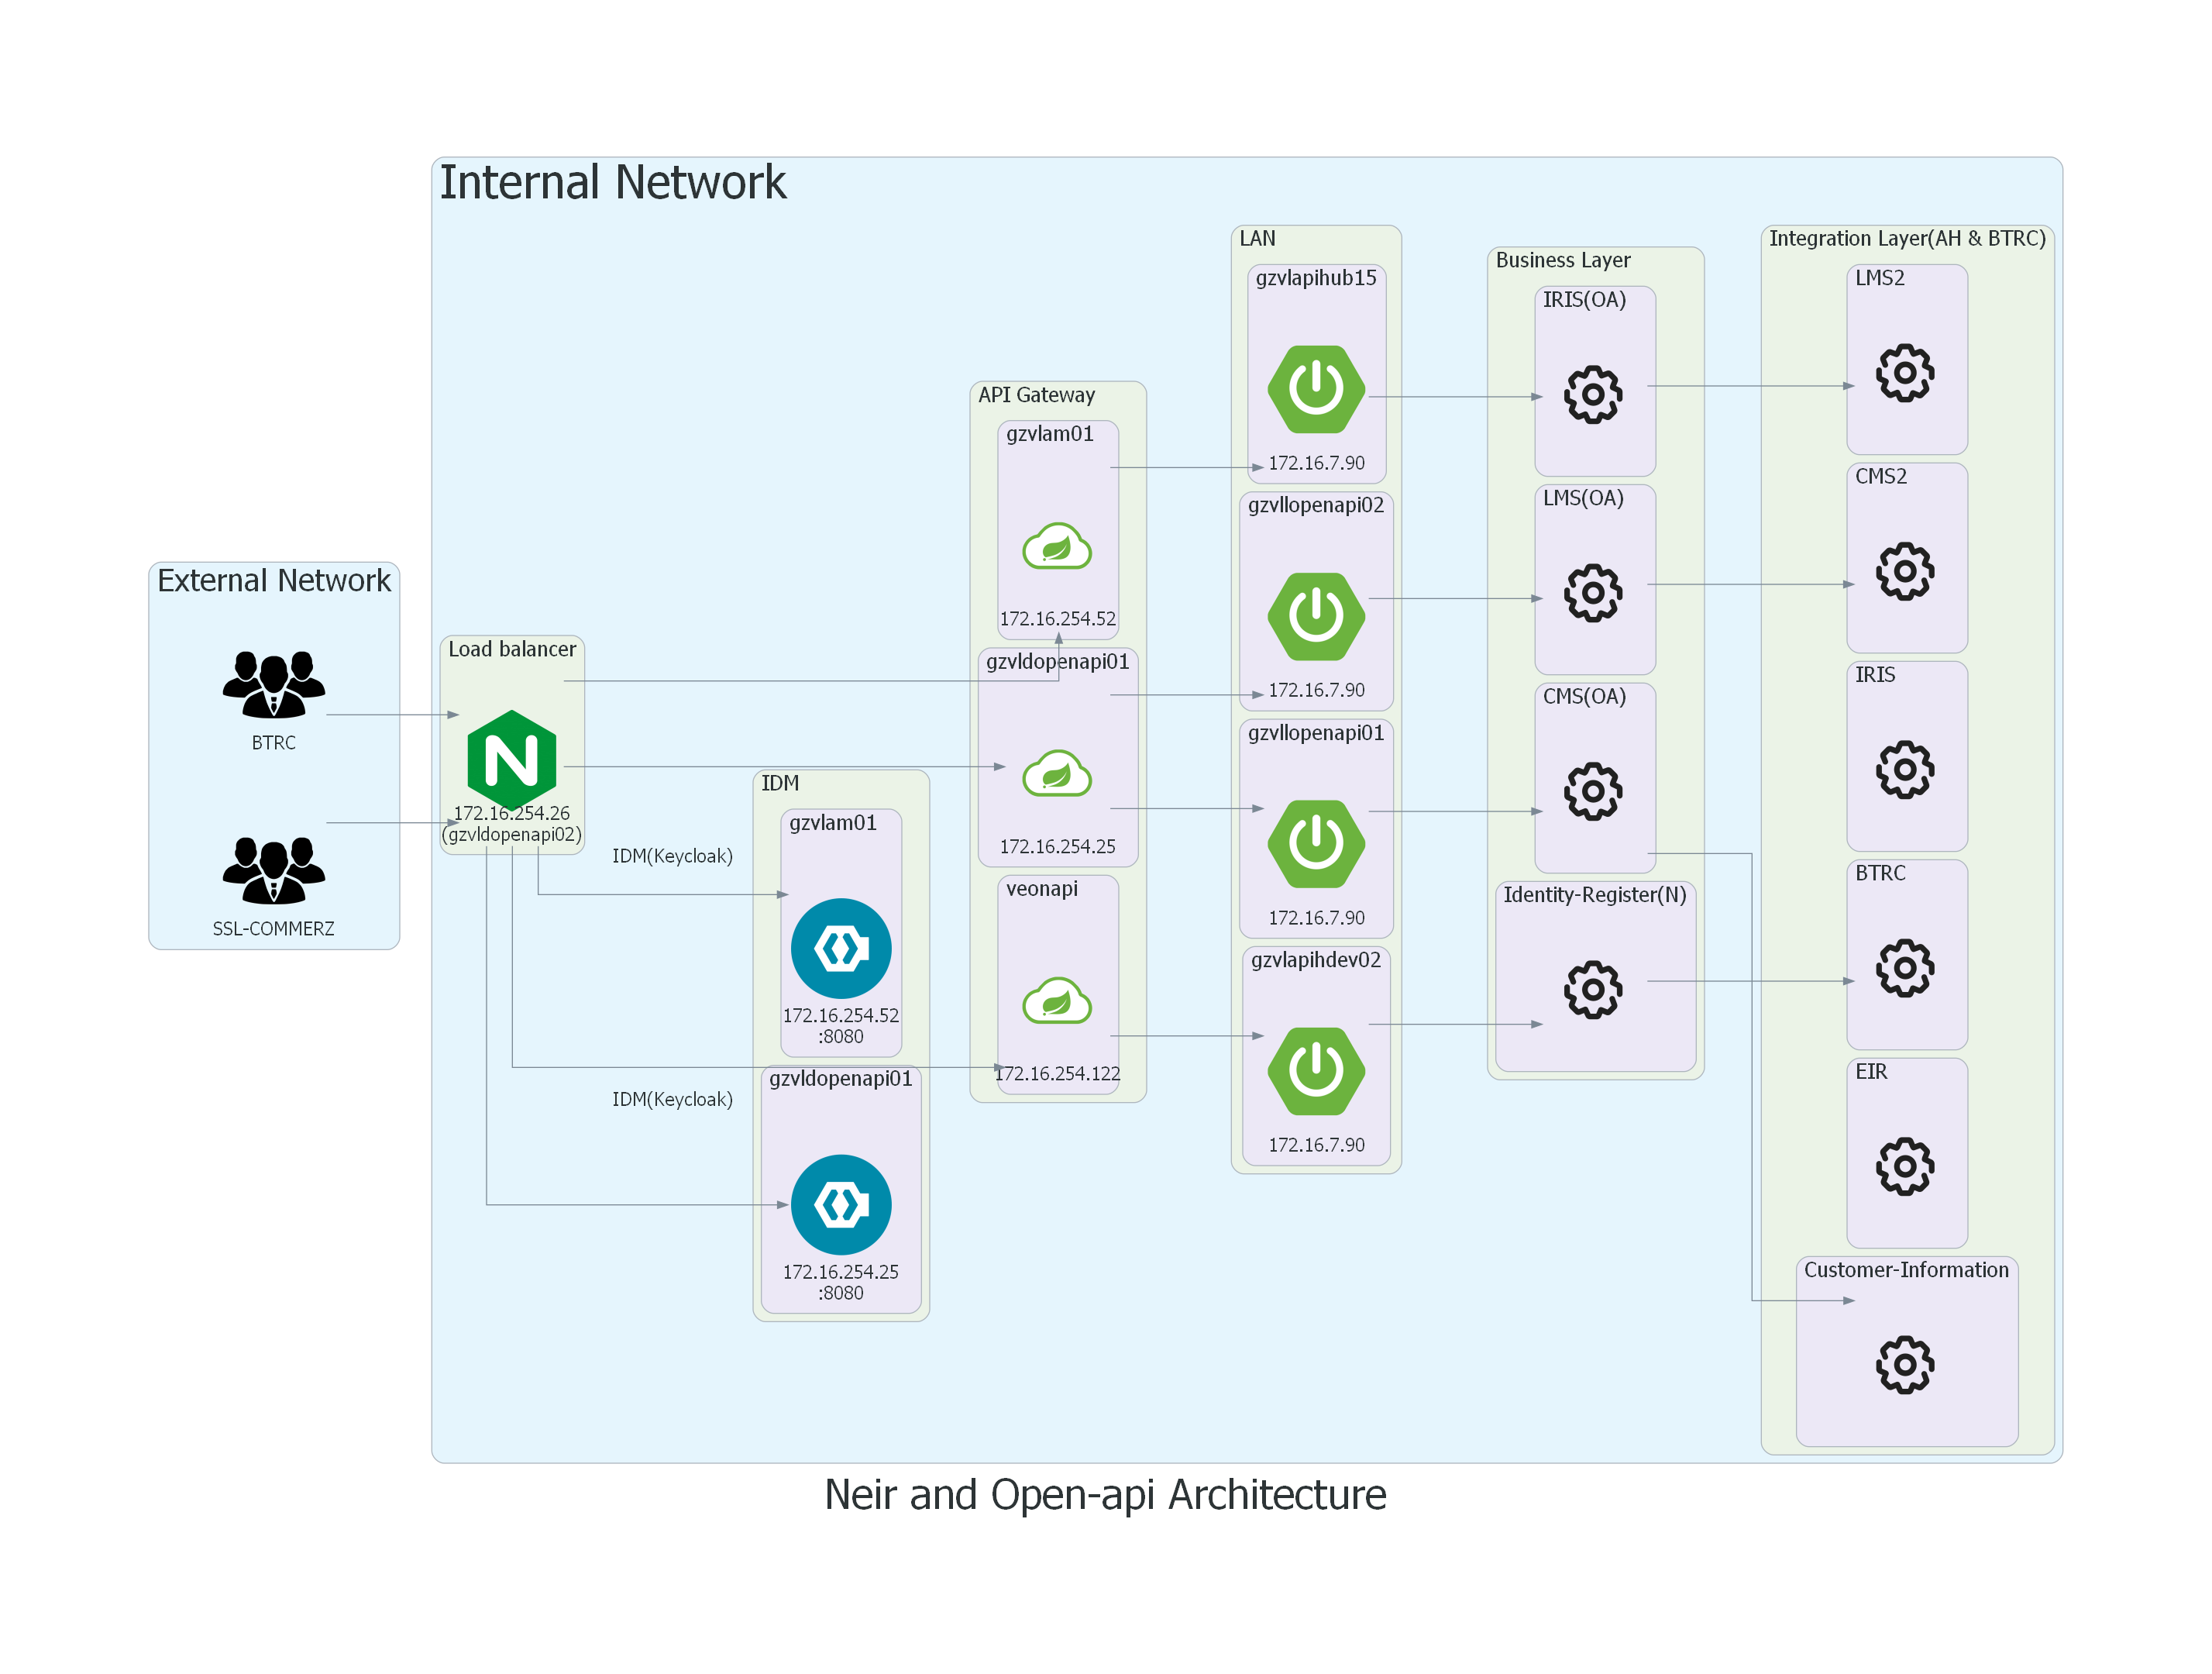 Internal Network
External Network
BTRC
SSL-COMMERZ
Load balancer
172.16.254.26
(gzvldopenapi02)
IDM(Keycloak)
IDM(Keycloak)
IDM
gzvlam01
172.16.254.52
:8080
gzvldopenapi01
172.16.254.25
:8080
API Gateway
gzvlam01
172.16.254.52
gzvldopenapi01
172.16.254.25
veonapi
172.16.254.122
LAN
gzvlapihub15
172.16.7.90
gzvllopenapi02
172.16.7.90
gzvllopenapi01
172.16.7.90
gzvlapihdev02
172.16.7.90
Business Layer
IRIS(OA)
LMS(OA)
CMS(OA)
Identity-Register(N)
Integration Layer(AH & BTRC)
LMS2
CMS2
IRIS
BTRC
EIR
Customer-Information
Neir and Open-api Architecture